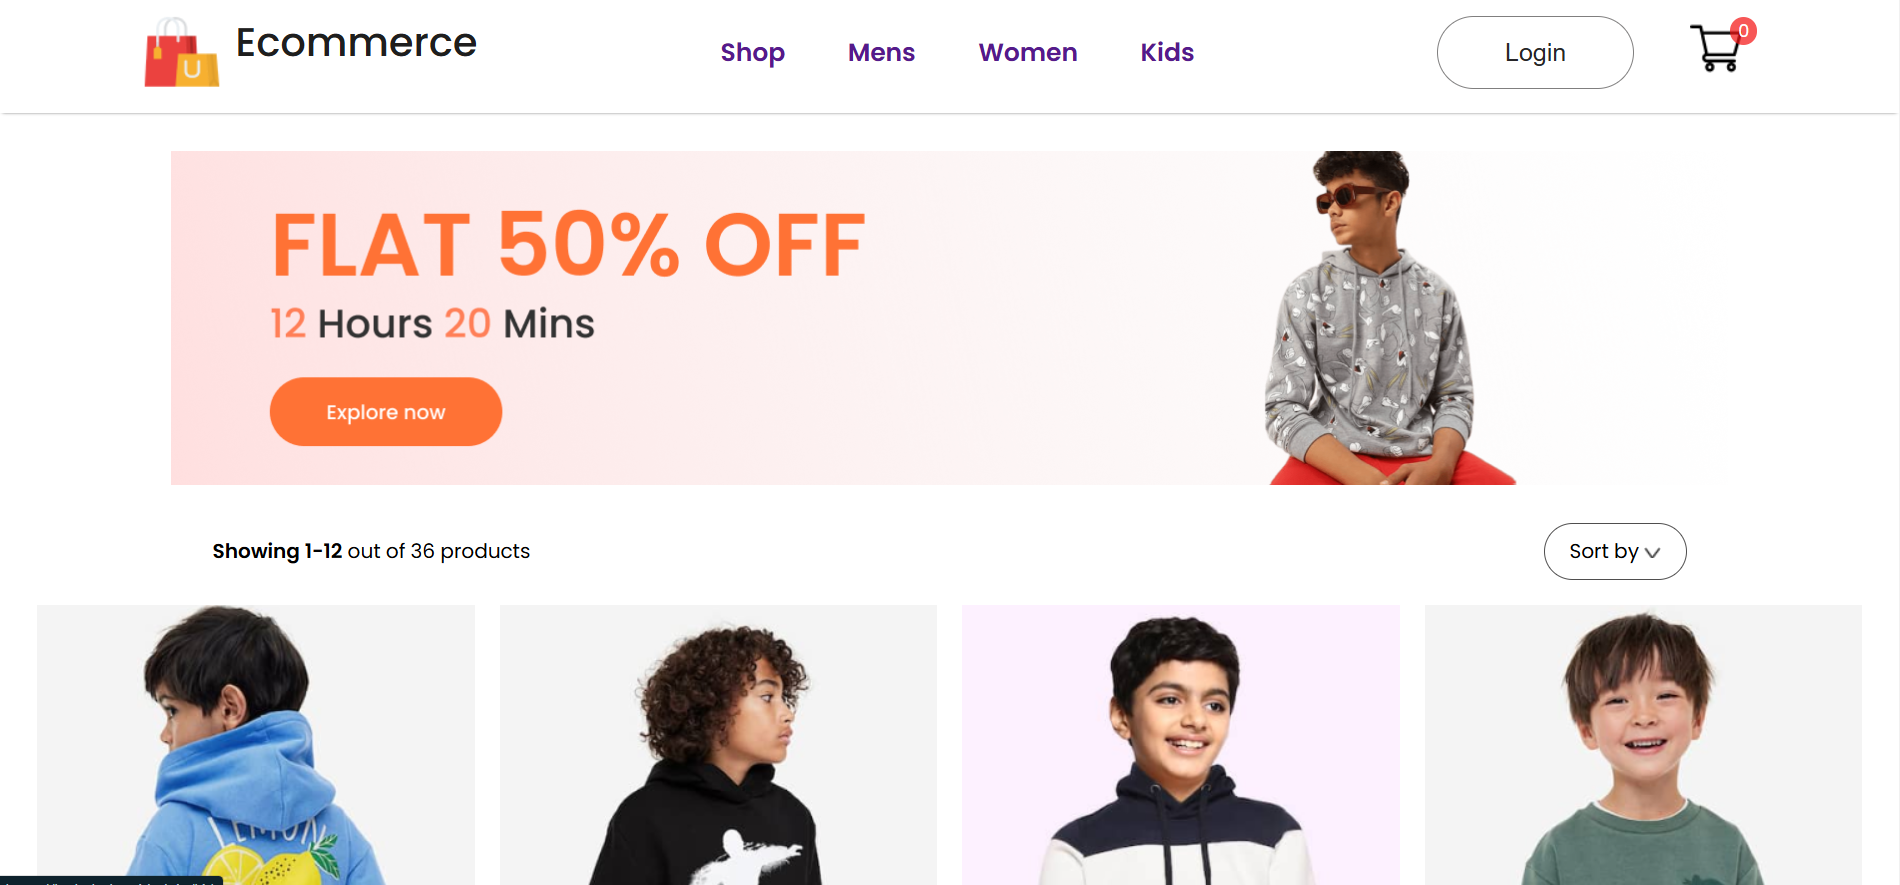 Ecommerce
Shop Mens Women Kids
Login
0
U
FLAT 50% OFF
12 Hours 20 Mins
Explore now
Showing 1-12 out of 36 products
Sort by
LEMON